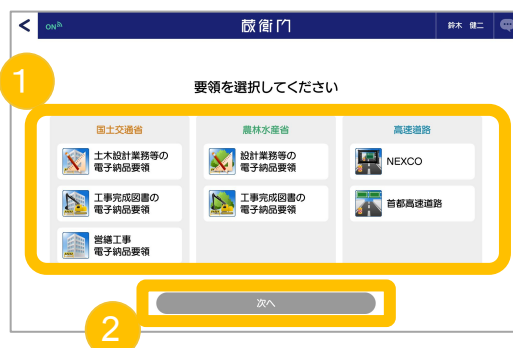 ON
蔵衛門
鈴木 健二
1
要領を選択してください
国土交通省
農林水産省
高速道路
土木設計業務等の
電子納品要領
設計業務等の
電子納品要領
NEXCO
工事完成図書の
電子納品要領
工事完成図書の
電子納品要領
首都高速道路
営繕工事
電子納品要領
次へ
2